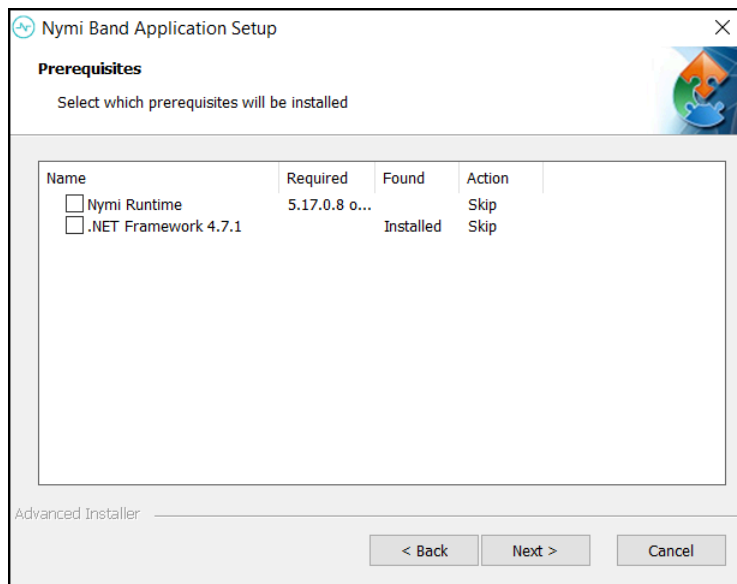 Nymi Band Application Setup
Prerequisites
Select which prerequisites will be installed
Name Required Found Action
Nymi Runtime 5.17.0.8 o... Skip
.NET Framework 4.7.1 Installed Skip
Advanced Installer
< Back Next > Cancel